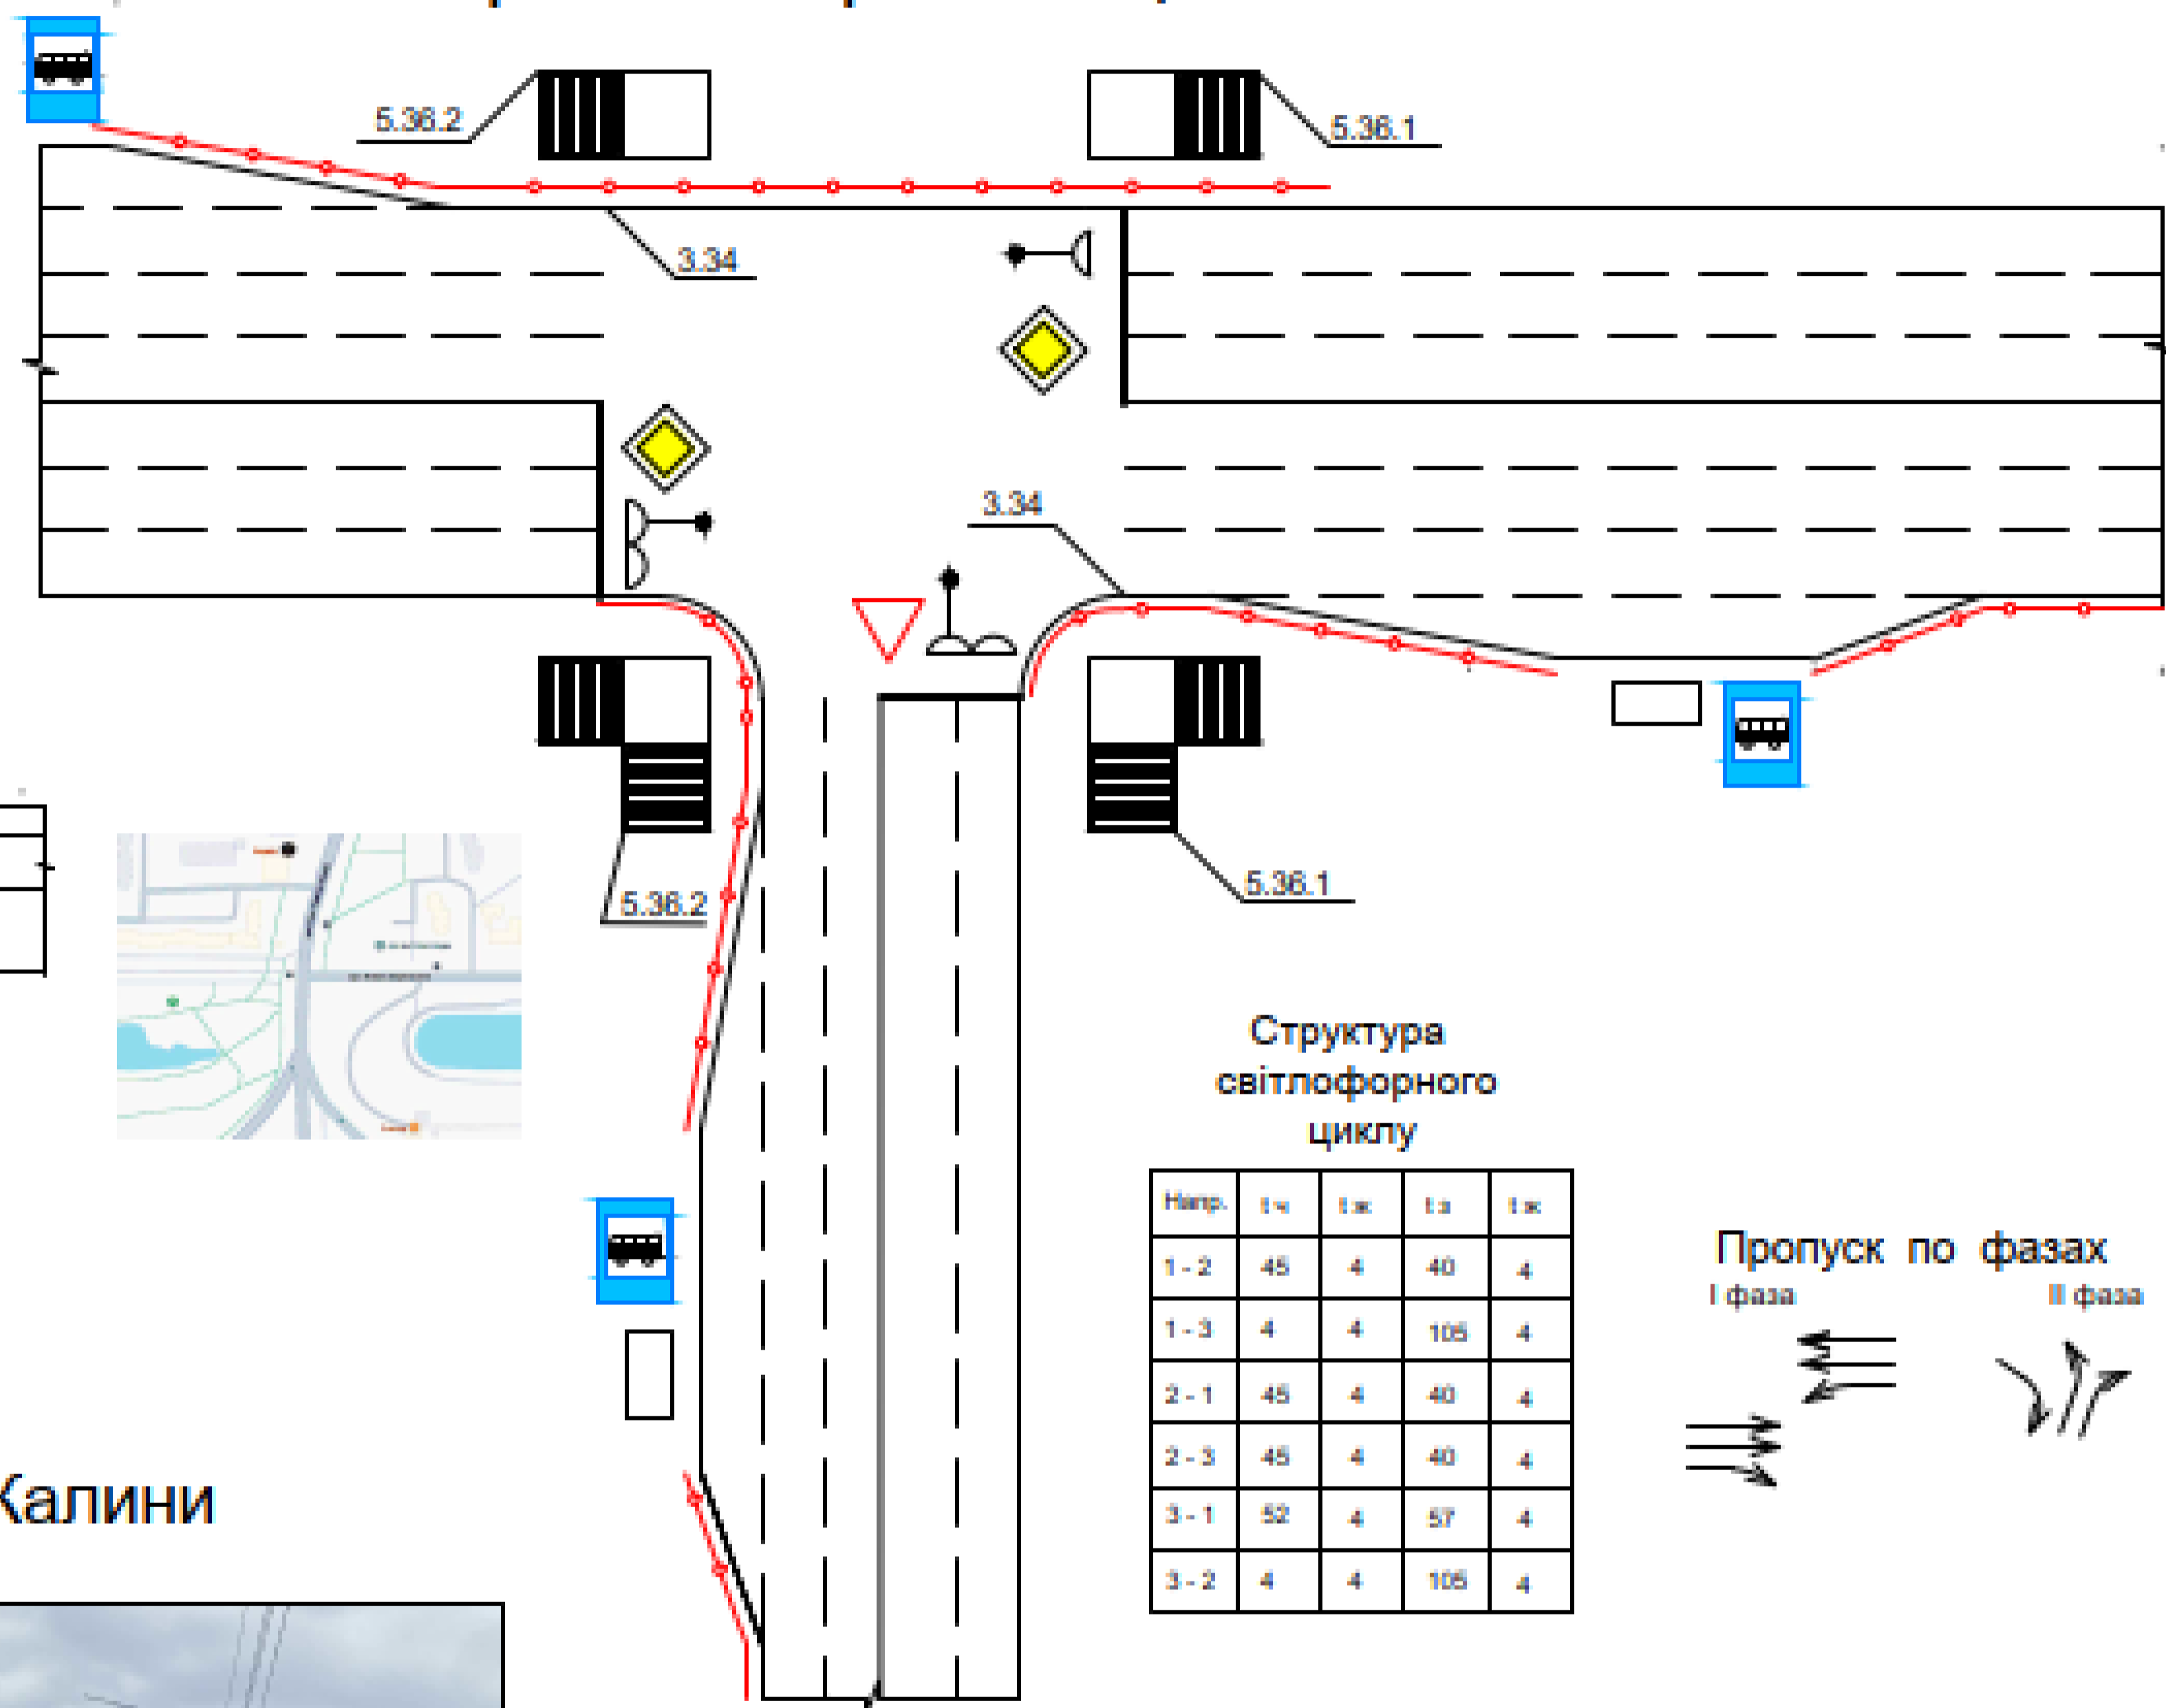 5.36.2
5.36.1
3.34
3.34
5.36.2
5.36.1
Структура
світлофорного
циклу
Напр. t ч t ж t з t ж
1 - 2 45 4 40 4
1 - 3 4 4 105 4
2 - 1 45 4 40 4
2 - 3 45 4 40 4
3 - 1 52 4 57 4
3 - 2 4 4 105 4
Пропуск по фазах
I фаза II фаза
Калини